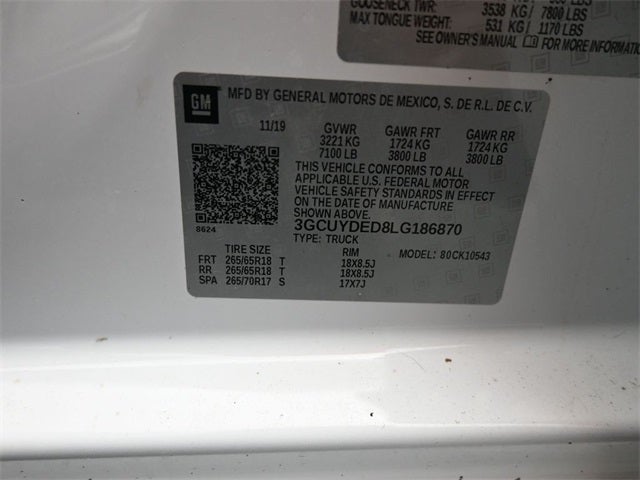 GOOSENECK TWR: 3538 KG / 7800 LBS
MAX TONGUE WEIGHT: 531 KG / 1170 LBS
SEE OWNER'S MANUAL FOR MORE INFORMATIO
GM
MFD BY GENERAL MOTORS DE MEXICO, S. DE R.L. DE C.V.
11/19 GVWR GAWR FRT GAWR RR
3221 KG 1724 KG 1724 KG
7100 LB 3800 LB 3800 LB
THIS VEHICLE CONFORMS TO ALL
APPLICABLE U.S. FEDERAL MOTOR
VEHICLE SAFETY STANDARDS IN EFFECT
ON THE DATE OF MANUFACTURE
SHOWN ABOVE.
3GCUYDED8LG186870
8624
TYPE: TRUCK
MODEL: 80CK10543
TIRE SIZE RIM
FRT 265/65R18 T 18X8.5J
RR 265/65R18 T 18X8.5J
SPA 265/70R17 S 17X7J